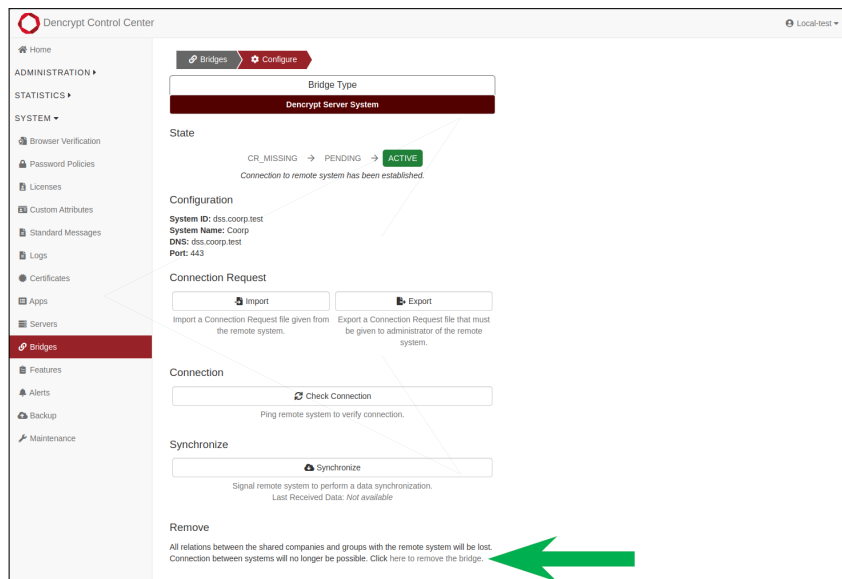 Dencrypt Control Center
Local-test
Home
ADMINISTRATION
STATISTICS
SYSTEM
Browser Verification
Password Policies
Licenses
Custom Attributes
Standard Messages
Logs
Certificates
Apps
Servers
Bridges
Features
Alerts
Backup
Maintenance
Bridges
Configure
Bridge Type
Dencrypt Server System
State
CR_MISSING → PENDING → ACTIVE
Connection to remote system has been established.
Configuration
System ID: dss.coorp.test
System Name: Coorp
DNS: dss.coorp.test
Port: 443
Connection Request
Import
Import a Connection Request file given from
the remote system.
Export
Export a Connection Request file that must
be given to administrator of the remote
system.
Connection
Check Connection
Ping remote system to verify connection.
Synchronize
Synchronize
Signal remote system to perform a data synchronization.
Last Received Data: Not available
Remove
All relations between the shared companies and groups with the remote system will be lost.
Connection between systems will no longer be possible. Click here to remove the bridge.